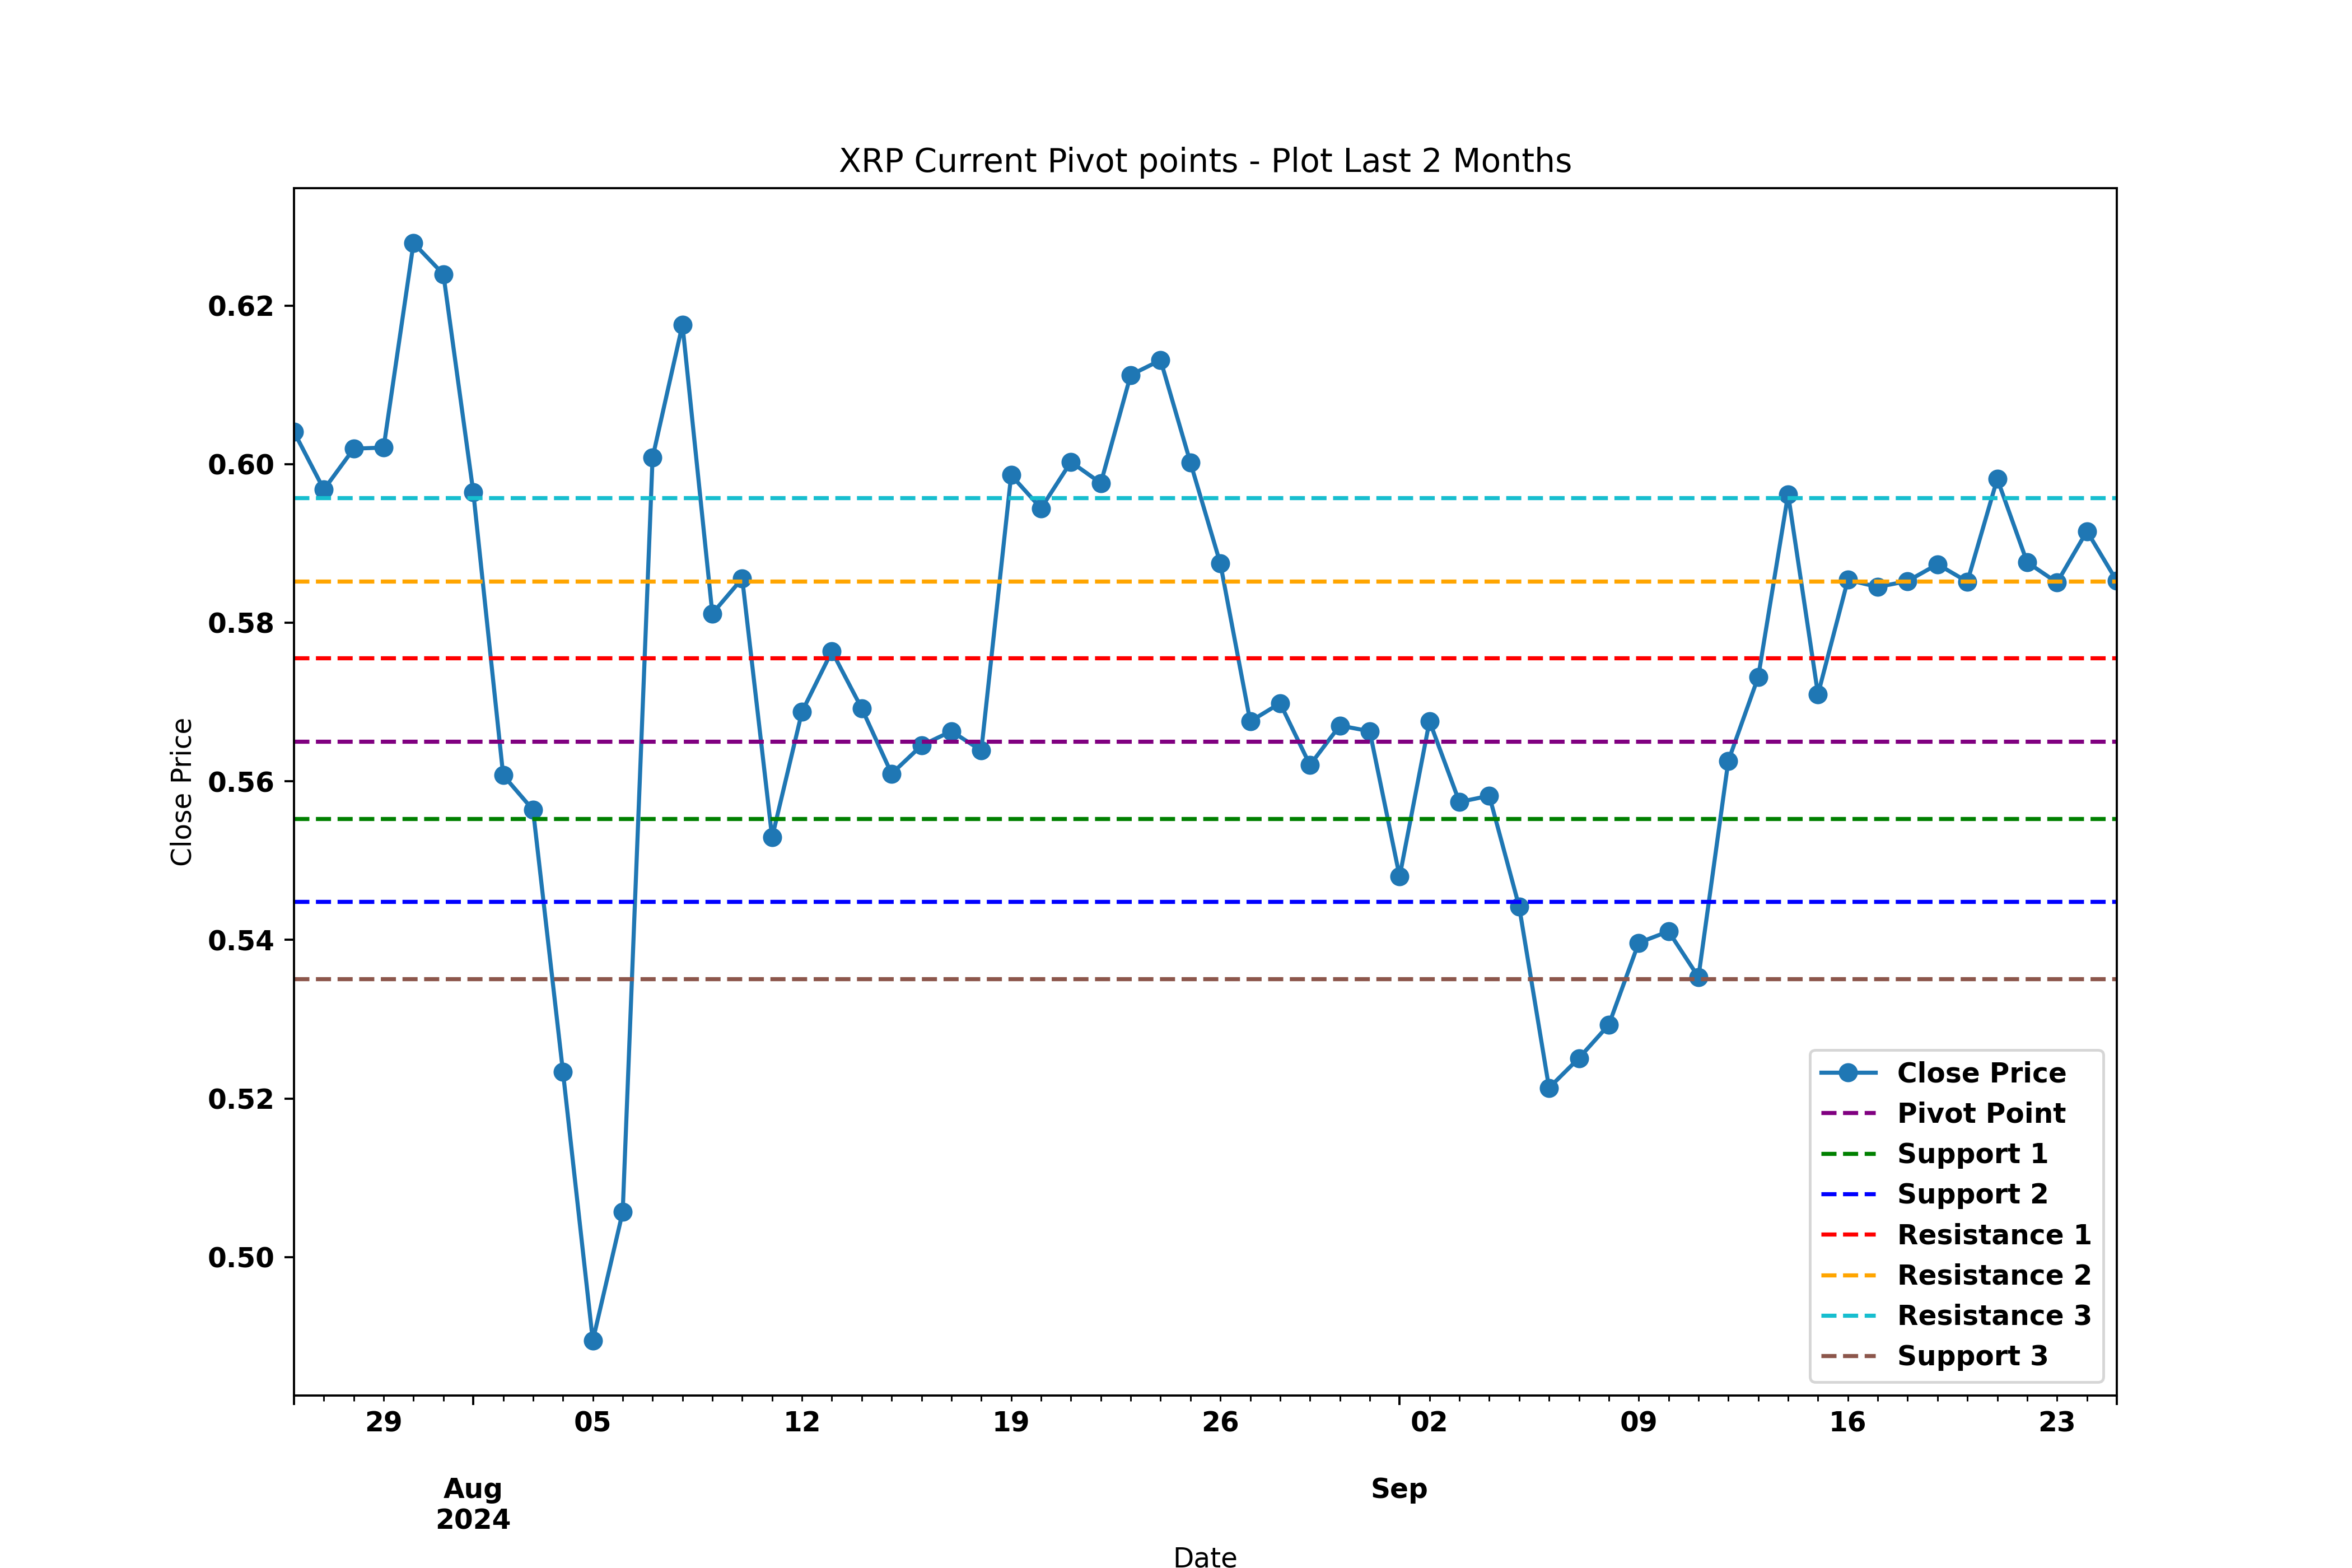 XRP Current Pivot points - Plot Last 2 Months
Close Price
0.62
0.60
0.58
0.56
0.54
0.52
0.50
Close Price
Pivot Point
Support 1
Support 2
Resistance 1
Resistance 2
Resistance 3
Support 3
29 05 12 19 26 02 09 16 23
Aug Sep
2024
Date